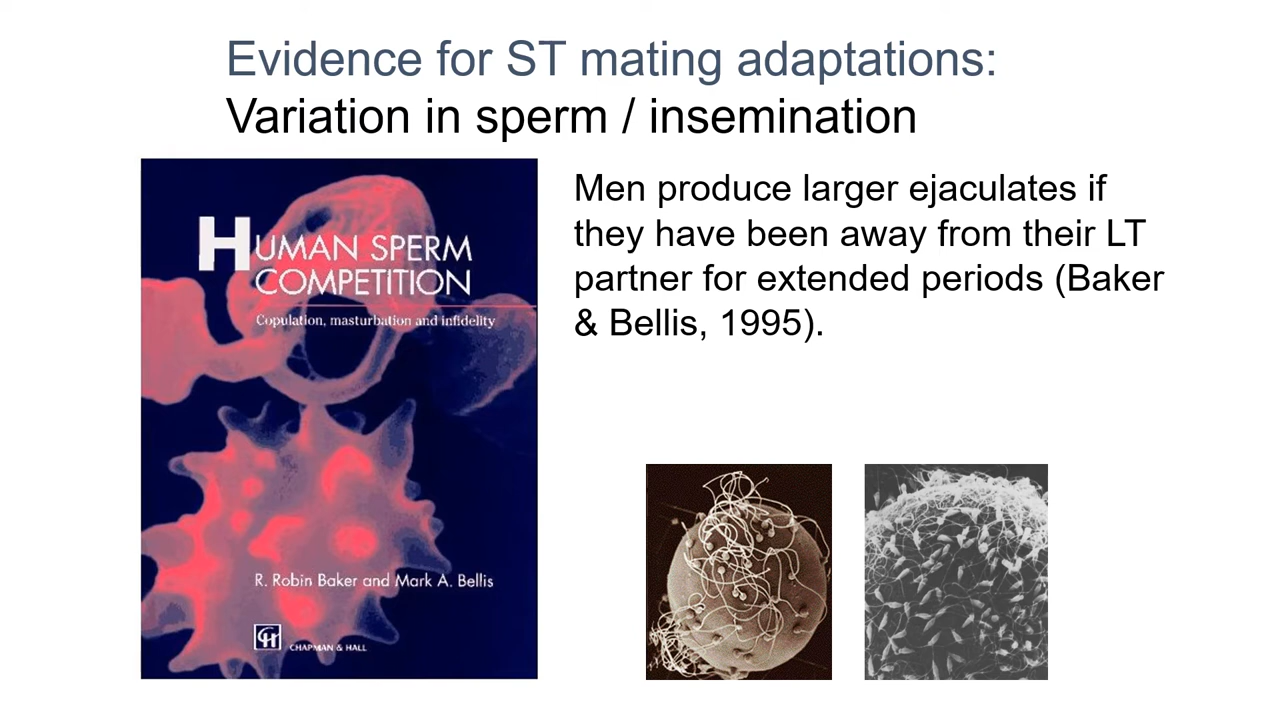 Evidence for ST mating adaptations:
Variation in sperm / insemination
HUMAN SPERM
COMPETITION
Copulation, masturbation and infidelity
R. Robin Baker and Mark A. Bellis
CH
CHAPMAN & HALL
Men produce larger ejaculates if
they have been away from their LT
partner for extended periods (Baker
& Bellis, 1995).